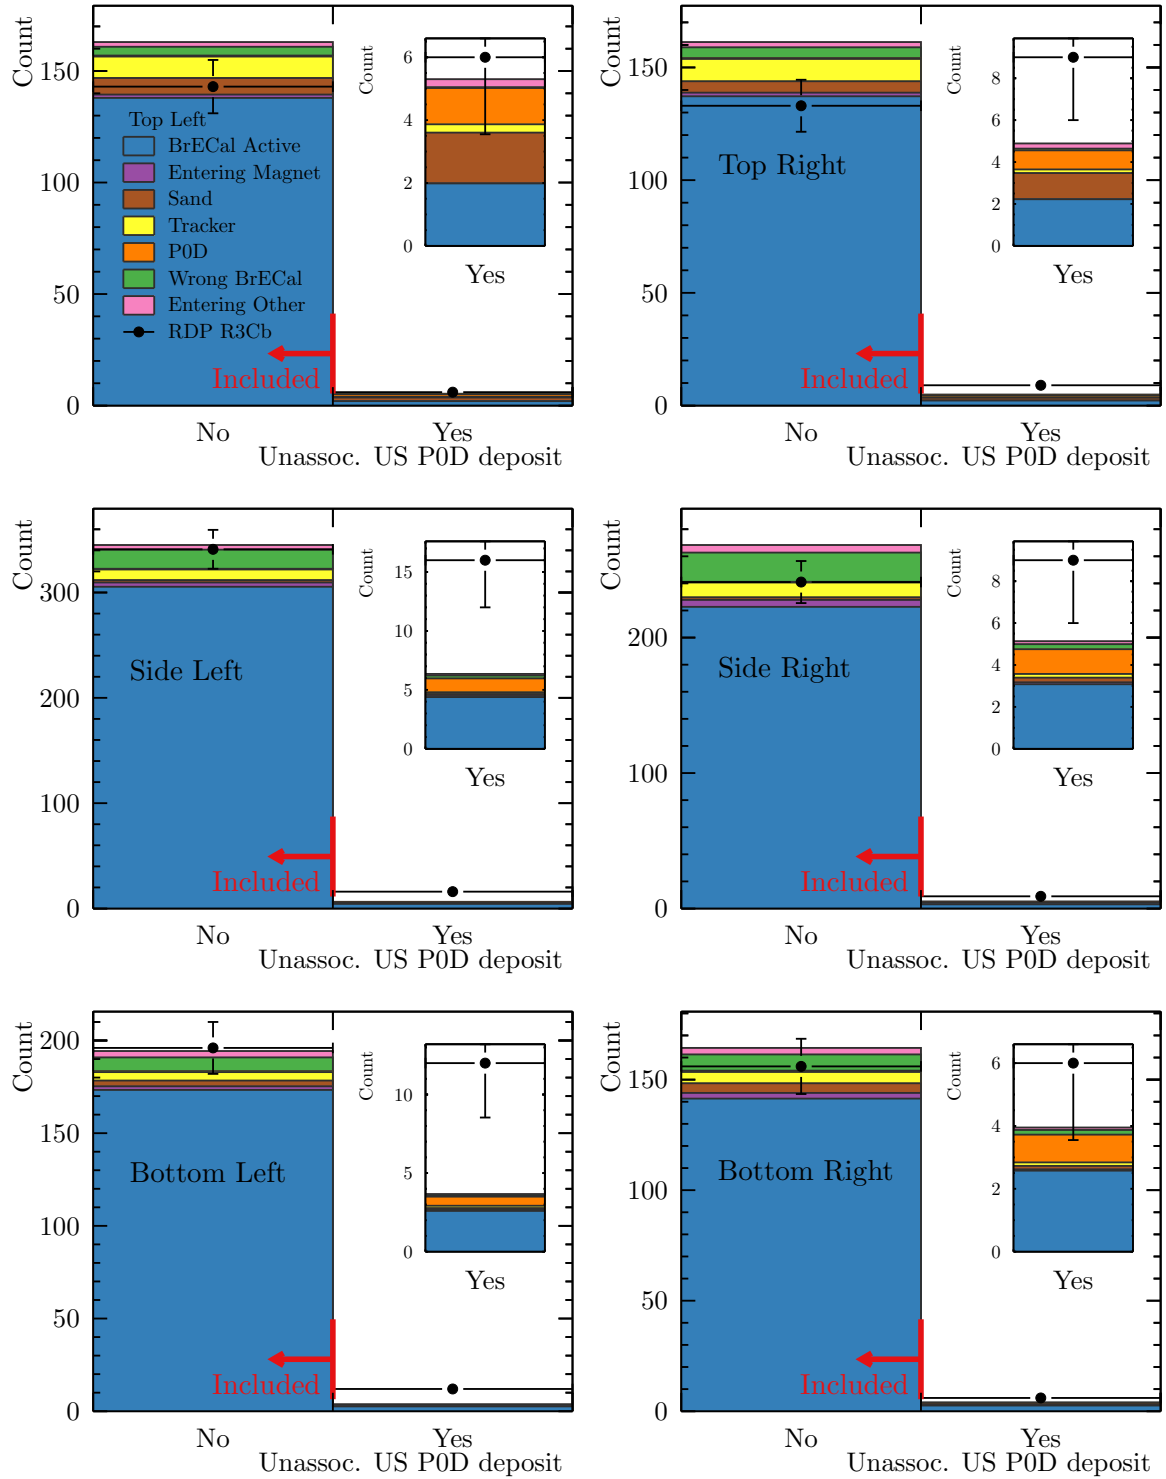 Count
150
100
50
0
Top Left
BrECal Active
Entering Magnet
Sand
Tracker
P0D
Wrong BrECal
Entering Other
RDP R3Cb
Included
Count
6
4
2
0
Yes
No
Yes
Unassoc. US P0D deposit
Count
150
100
50
0
Top Right
Included
Count
8
6
4
2
0
Yes
No
Yes
Unassoc. US P0D deposit
Count
300
200
100
0
Side Left
Included
Count
15
10
5
0
Yes
No
Yes
Unassoc. US P0D deposit
Count
200
100
0
Side Right
Included
Count
8
6
4
2
0
Yes
No
Yes
Unassoc. US P0D deposit
Count
200
150
100
50
0
Bottom Left
Included
Count
10
5
0
Yes
No
Yes
Unassoc. US P0D deposit
Count
150
100
50
0
Bottom Right
Included
Count
6
4
2
0
Yes
No
Yes
Unassoc. US P0D deposit